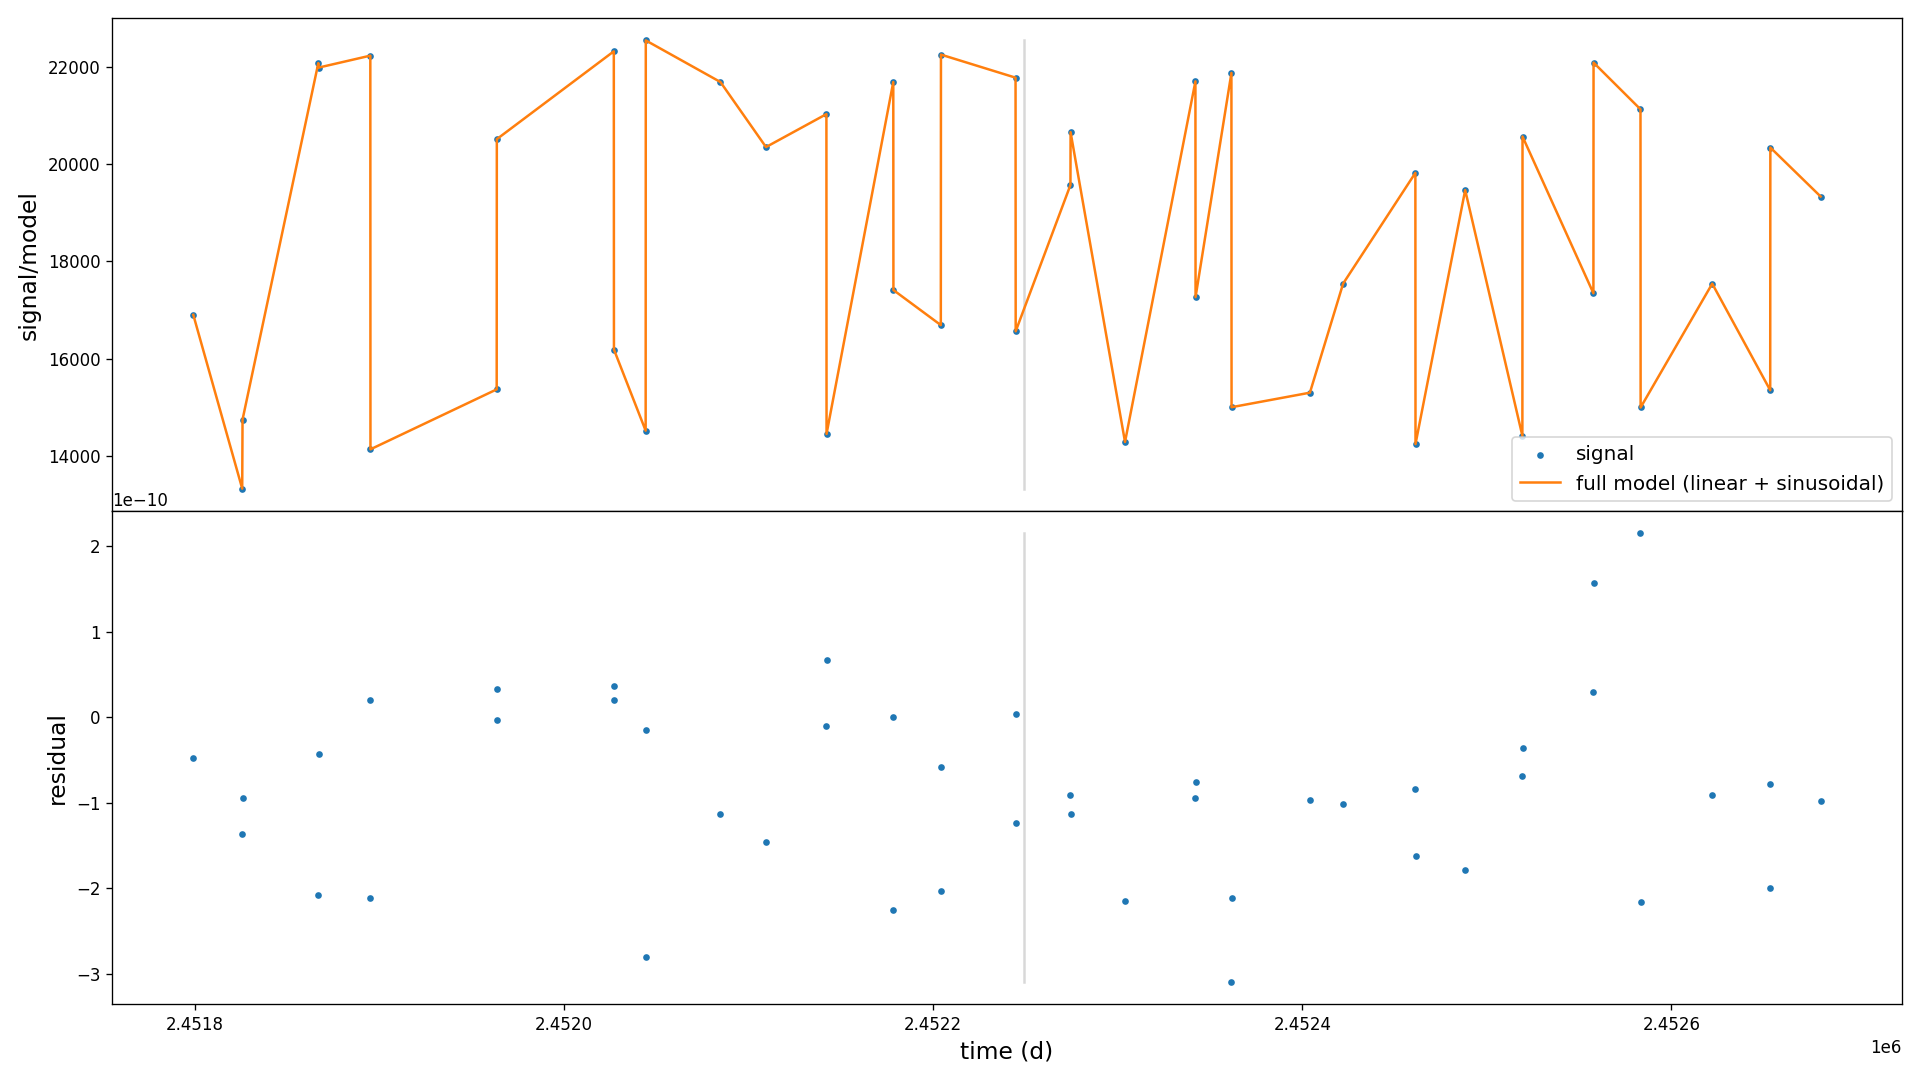 signal/model
22000
20000
18000
16000
14000
signal
full model (linear + sinusoidal)
1e−10
residual
2
1
0
−1
−2
−3
2.4518 2.4520 2.4522 2.4524 2.4526
1e6
time (d)